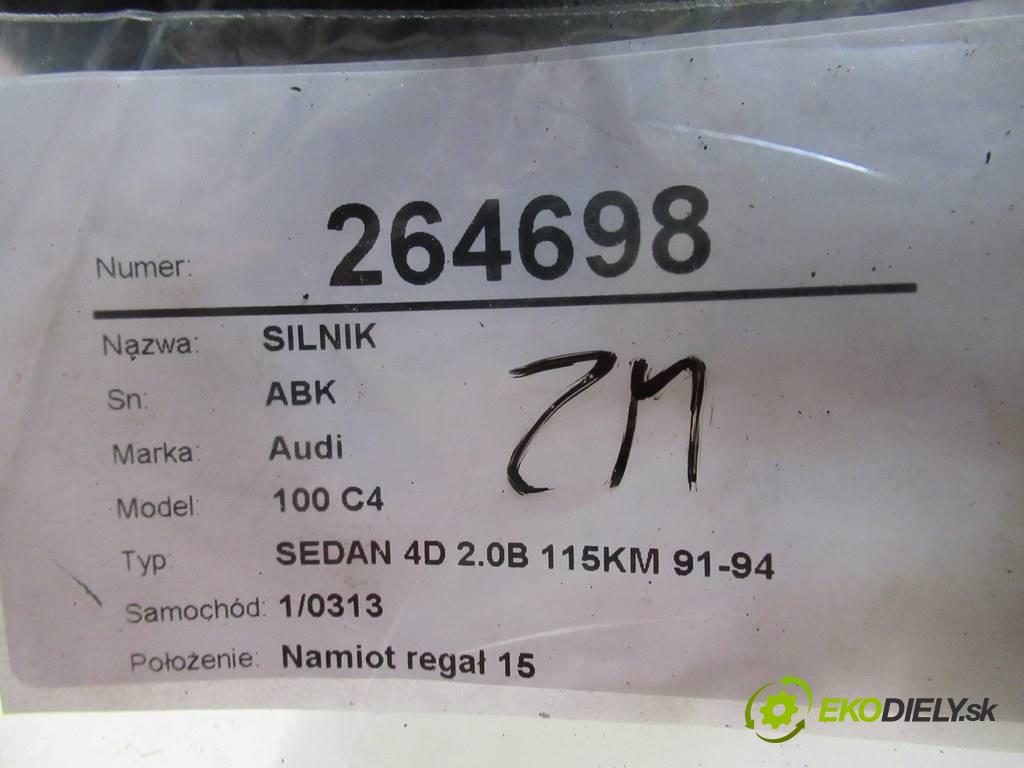 Numer: 264698
Nązwa: SILNIK
Sn: ABK
Marka: Audi
Model: 100 C4
Typ: SEDAN 4D 2.0B 115KM 91-94
Samochód: 1/0313
Położenie: Namiot regał 15
EKODIELY.sk